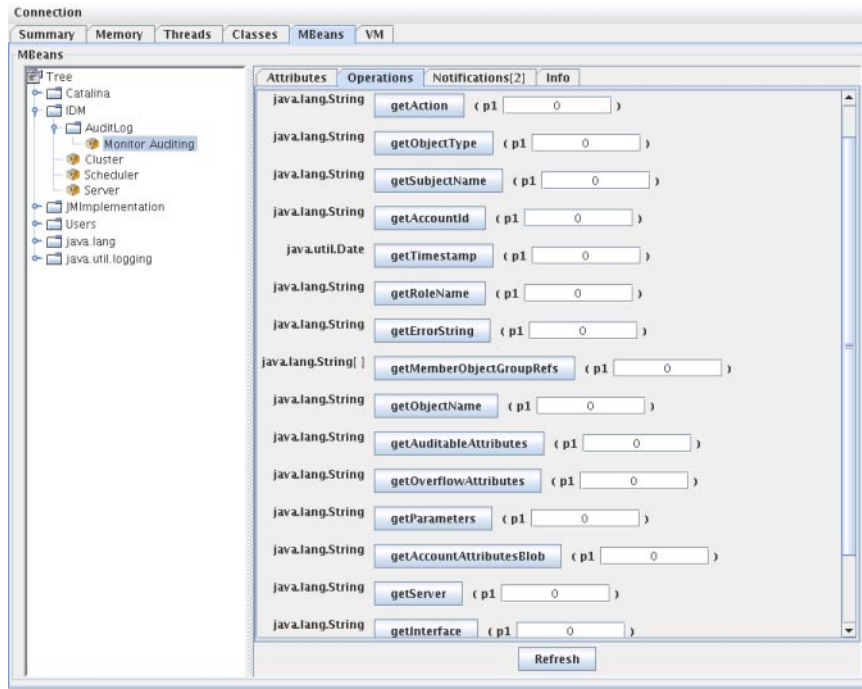 Connection
Summary Memory Threads Classes MBeans VM
MBeans
Tree
Catalina
IDM
AuditLog
Monitor Auditing
Cluster
Scheduler
Server
JMImplementation
Users
java.lang
java.util.logging
Attributes Operations Notifications[2] Info
java.lang.String getAction ( p1 0 )
java.lang.String getObjectType ( p1 0 )
java.lang.String getSubjectName ( p1 0 )
java.lang.String getAccountId ( p1 0 )
java.util.Date getTimestamp ( p1 0 )
java.lang.String getRoleName ( p1 0 )
java.lang.String getErrorString ( p1 0 )
java.lang.String[ ] getMemberObjectGroupRefs ( p1 0 )
java.lang.String getObjectName ( p1 0 )
java.lang.String getAuditableAttributes ( p1 0 )
java.lang.String getOverflowAttributes ( p1 0 )
java.lang.String getParameters ( p1 0 )
java.lang.String getAccountAttributesBlob ( p1 0 )
java.lang.String getServer ( p1 0 )
java.lang.String getInterface ( p1 0 )
Refresh